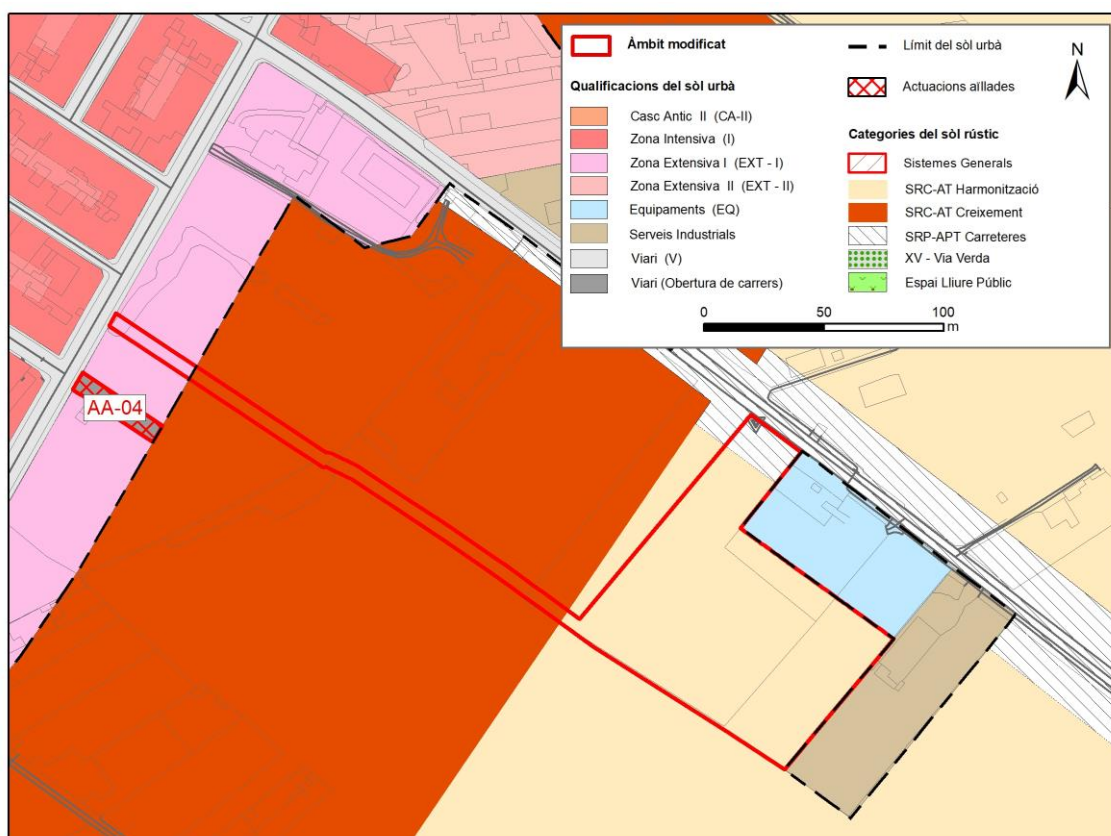 Àmbit modificat
Qualificacions del sòl urbà
Casc Antic II (CA-II)
Zona Intensiva (I)
Zona Extensiva I (EXT - I)
Zona Extensiva II (EXT - II)
Equipaments (EQ)
Serveis Industrials
Viari (V)
Viari (Obertura de carrers)
Límit del sòl urbà
Actuacions aïllades
Categories del sòl rústic
Sistemes Generals
SRC-AT Harmonització
SRC-AT Creixement
SRP-APT Carreteres
XV - Via Verda
Espai Lliure Públic
N
0 50 100
m
AA-04